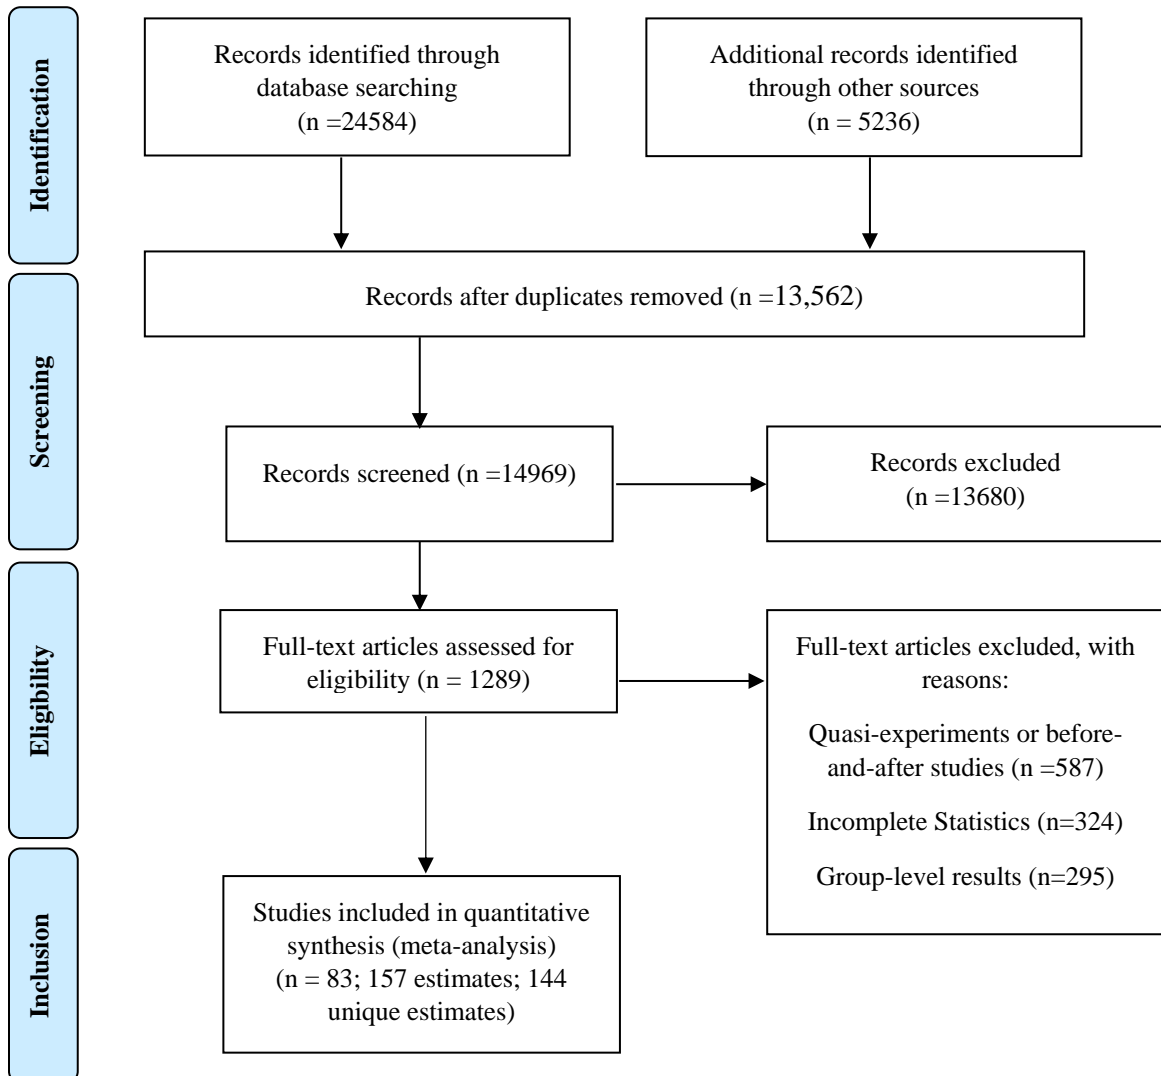 Identification
Records identified through
database searching
(n =24584)
Additional records identified
through other sources
(n = 5236)
Records after duplicates removed (n =13,562)
Screening
Records screened (n =14969)
Records excluded
(n =13680)
Eligibility
Full-text articles assessed for
eligibility (n = 1289)
Full-text articles excluded, with
reasons:
Quasi-experiments or before-
and-after studies (n =587)
Incomplete Statistics (n=324)
Group-level results (n=295)
Inclusion
Studies included in quantitative
synthesis (meta-analysis)
(n = 83; 157 estimates; 144
unique estimates)